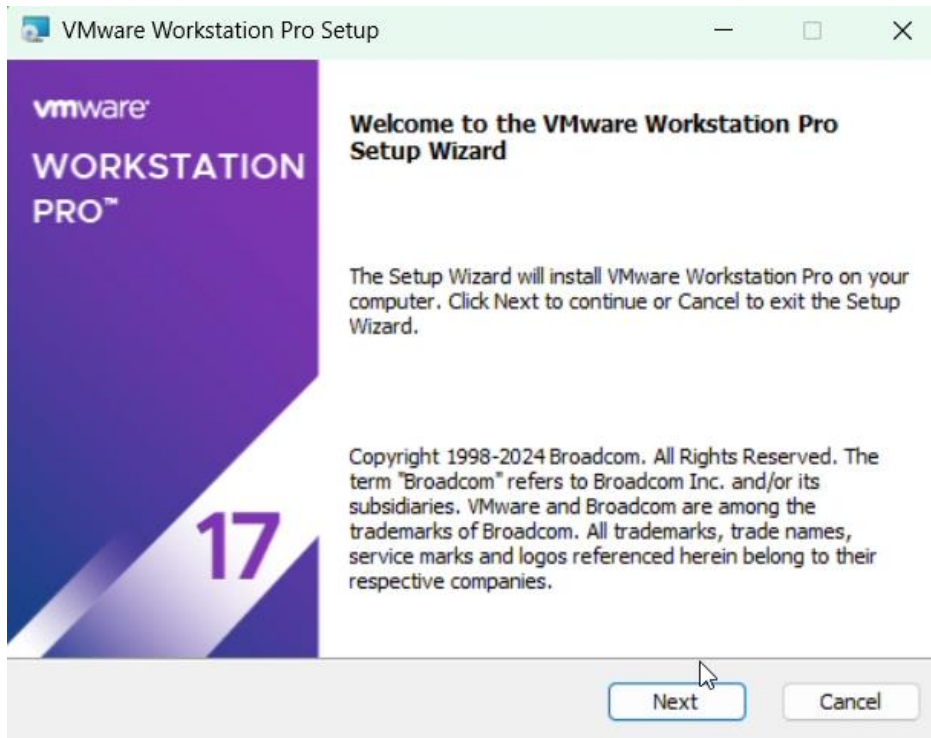 VMware Workstation Pro Setup
vmware
WORKSTATION
PRO™
17
Welcome to the VMware Workstation Pro
Setup Wizard
The Setup Wizard will install VMware Workstation Pro on your
computer. Click Next to continue or Cancel to exit the Setup
Wizard.
Copyright 1998-2024 Broadcom. All Rights Reserved. The
term "Broadcom" refers to Broadcom Inc. and/or its
subsidiaries. VMware and Broadcom are among the
trademarks of Broadcom. All trademarks, trade names,
service marks and logos referenced herein belong to their
respective companies.
Next
Cancel